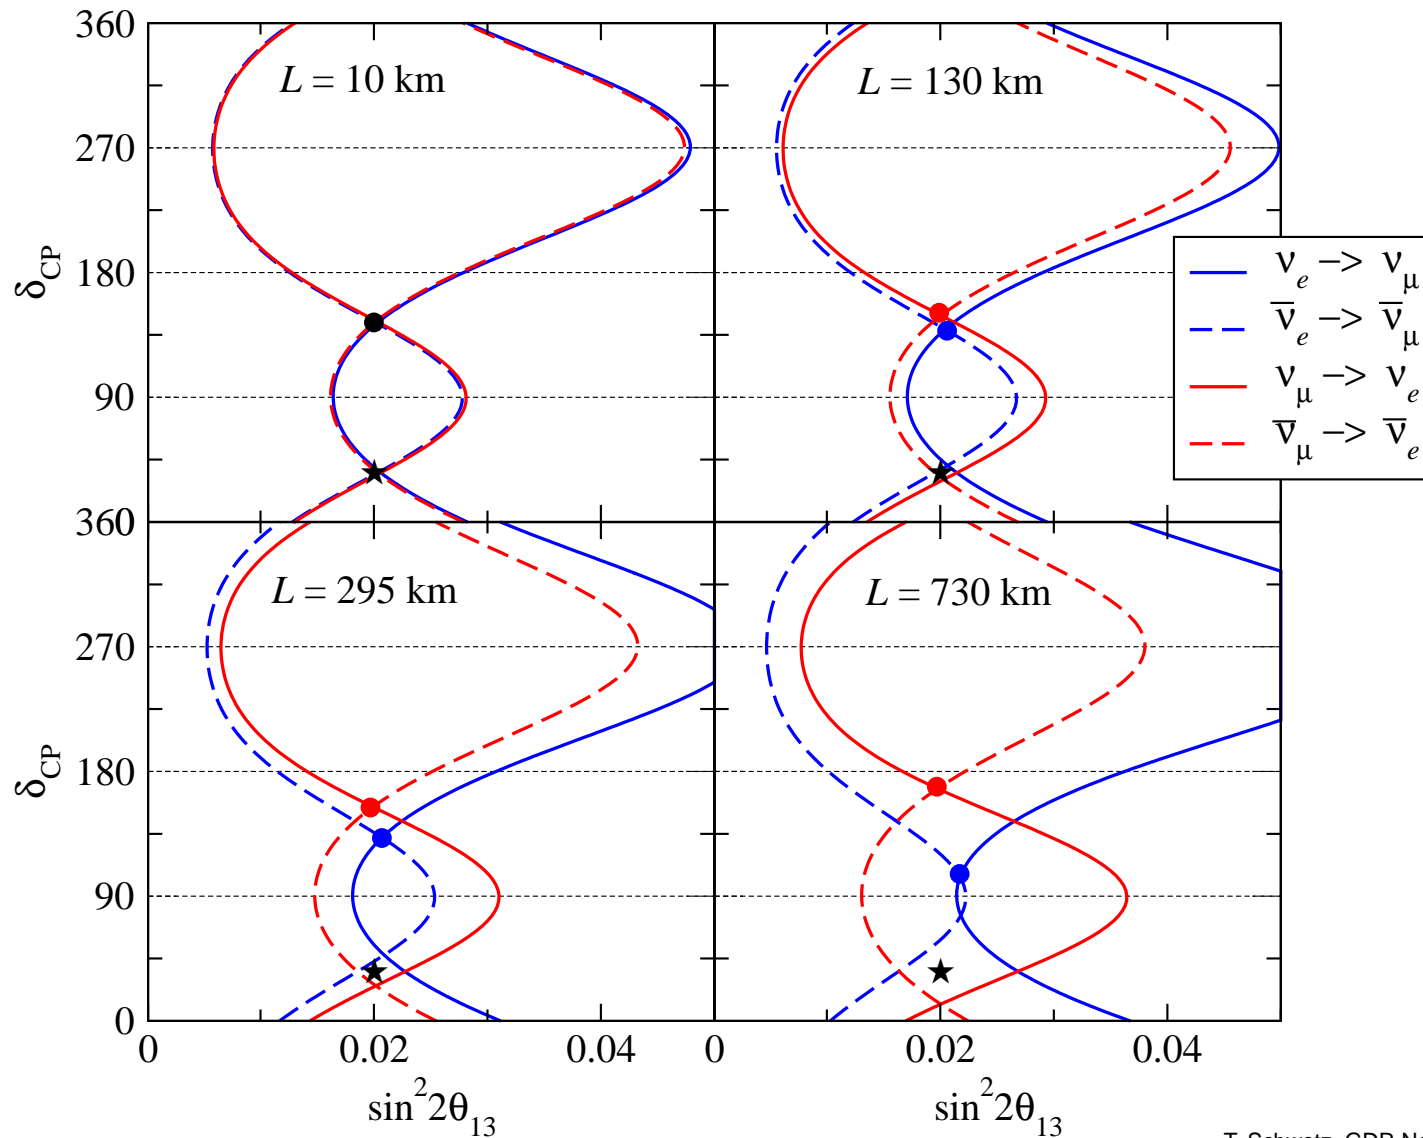 360
L = 10 km
L = 130 km
270
δCP
180
90
νe –> νμ
ν̅e –> ν̅μ
νμ –> νe
ν̅μ –> ν̅e
360
L = 295 km
L = 730 km
270
δCP
180
90
0
0 0.02 0.04 0 0.02 0.04
sin²2θ13 sin²2θ13